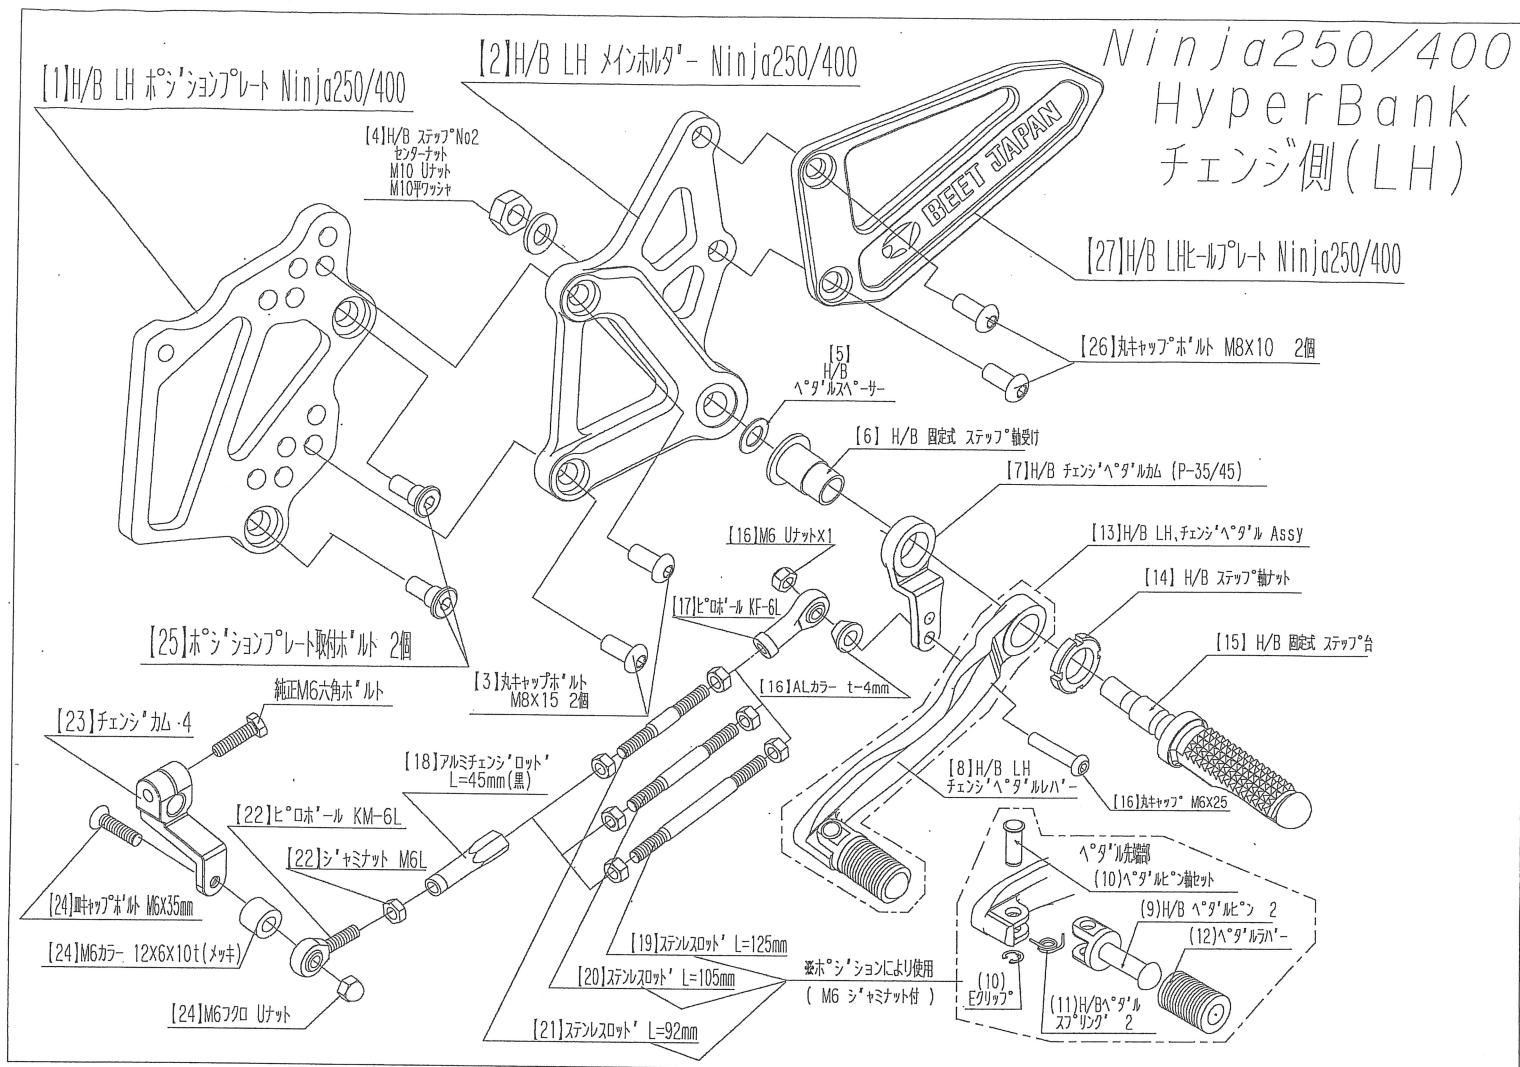 Ninja250/400
HyperBank
チェンジ側(LH)
【1】H/B LH ポジションプレート Ninja250/400
【2】H/B LH メインホルダー Ninja250/400
【4】H/B ステップNo2
センターナット
M10 Uナット
M10平ワッシャ
BEET JAPAN
【27】H/B LHヒールプレート Ninja250/400
【26】丸キャップボルト M8X10 2個
【5】
H/B
ペダルスペーサー
【6】 H/B 固定式 ステップ軸受け
【7】H/B チェンジペダルカム (P-35/45)
【16】M6 Uナット×1
【13】H/B LH、チェンジペダル Assy
【14】 H/B ステップ軸ナット
【17】ピロボール KF-6L
【15】 H/B 固定式 ステップ台
【25】ポジションプレート取付ボルト 2個
【3】丸キャップボルト
M8X15 2個
【16】ALカラー t-4mm
純正M6六角ボルト
【23】チェンジカム・4
【18】アルミチェンジロッド
L=45mm(黒)
【8】H/B LH
チェンジペダルレバー
【16】丸キャップ M6X25
【22】ピロボール KM-6L
【22】ジャミナット M6L
ペダル先端部
(10)ペダルピン軸セット
(9)H/B ペダルピン 2
(12)ペダルラバー
【24】皿キャップボルト M6X35mm
【24】M6カラー 12X6X10t(メッキ)
【19】ステンレスロッド L=125mm
【20】ステンレスロッド L=105mm
※ポジションにより使用
( M6 ジャミナット付 )
(10)
Eクリップ
(11)H/Bペダル
スプリング 2
【24】M6フクロ Uナット
【21】ステンレスロッド L=92mm